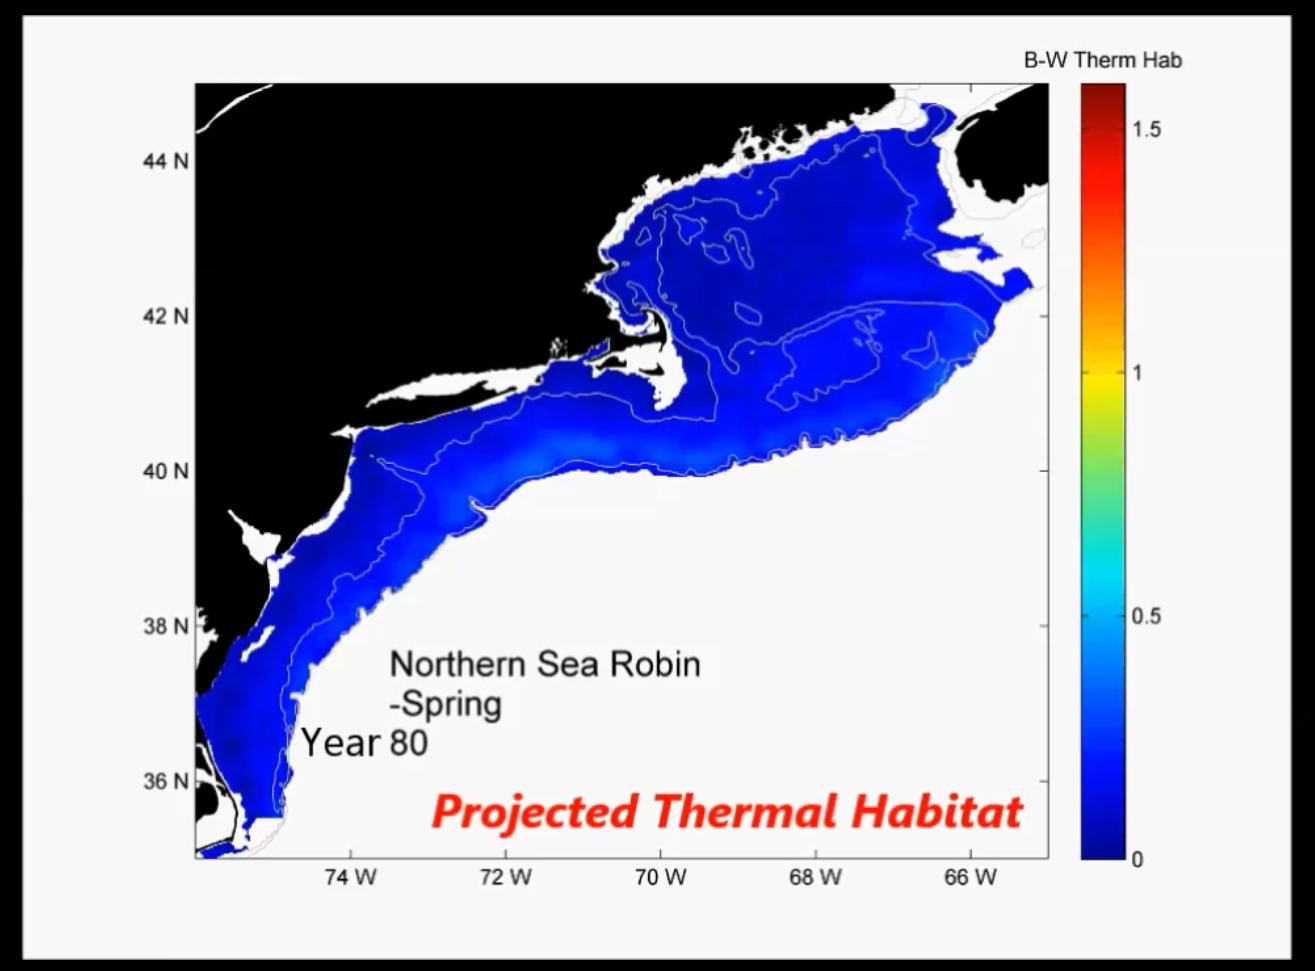 B-W Therm Hab
1.5
44 N
42 N
1
40 N
0.5
38 N
Northern Sea Robin
-Spring
Year 80
36 N
Projected Thermal Habitat
0
74 W 72 W 70 W 68 W 66 W